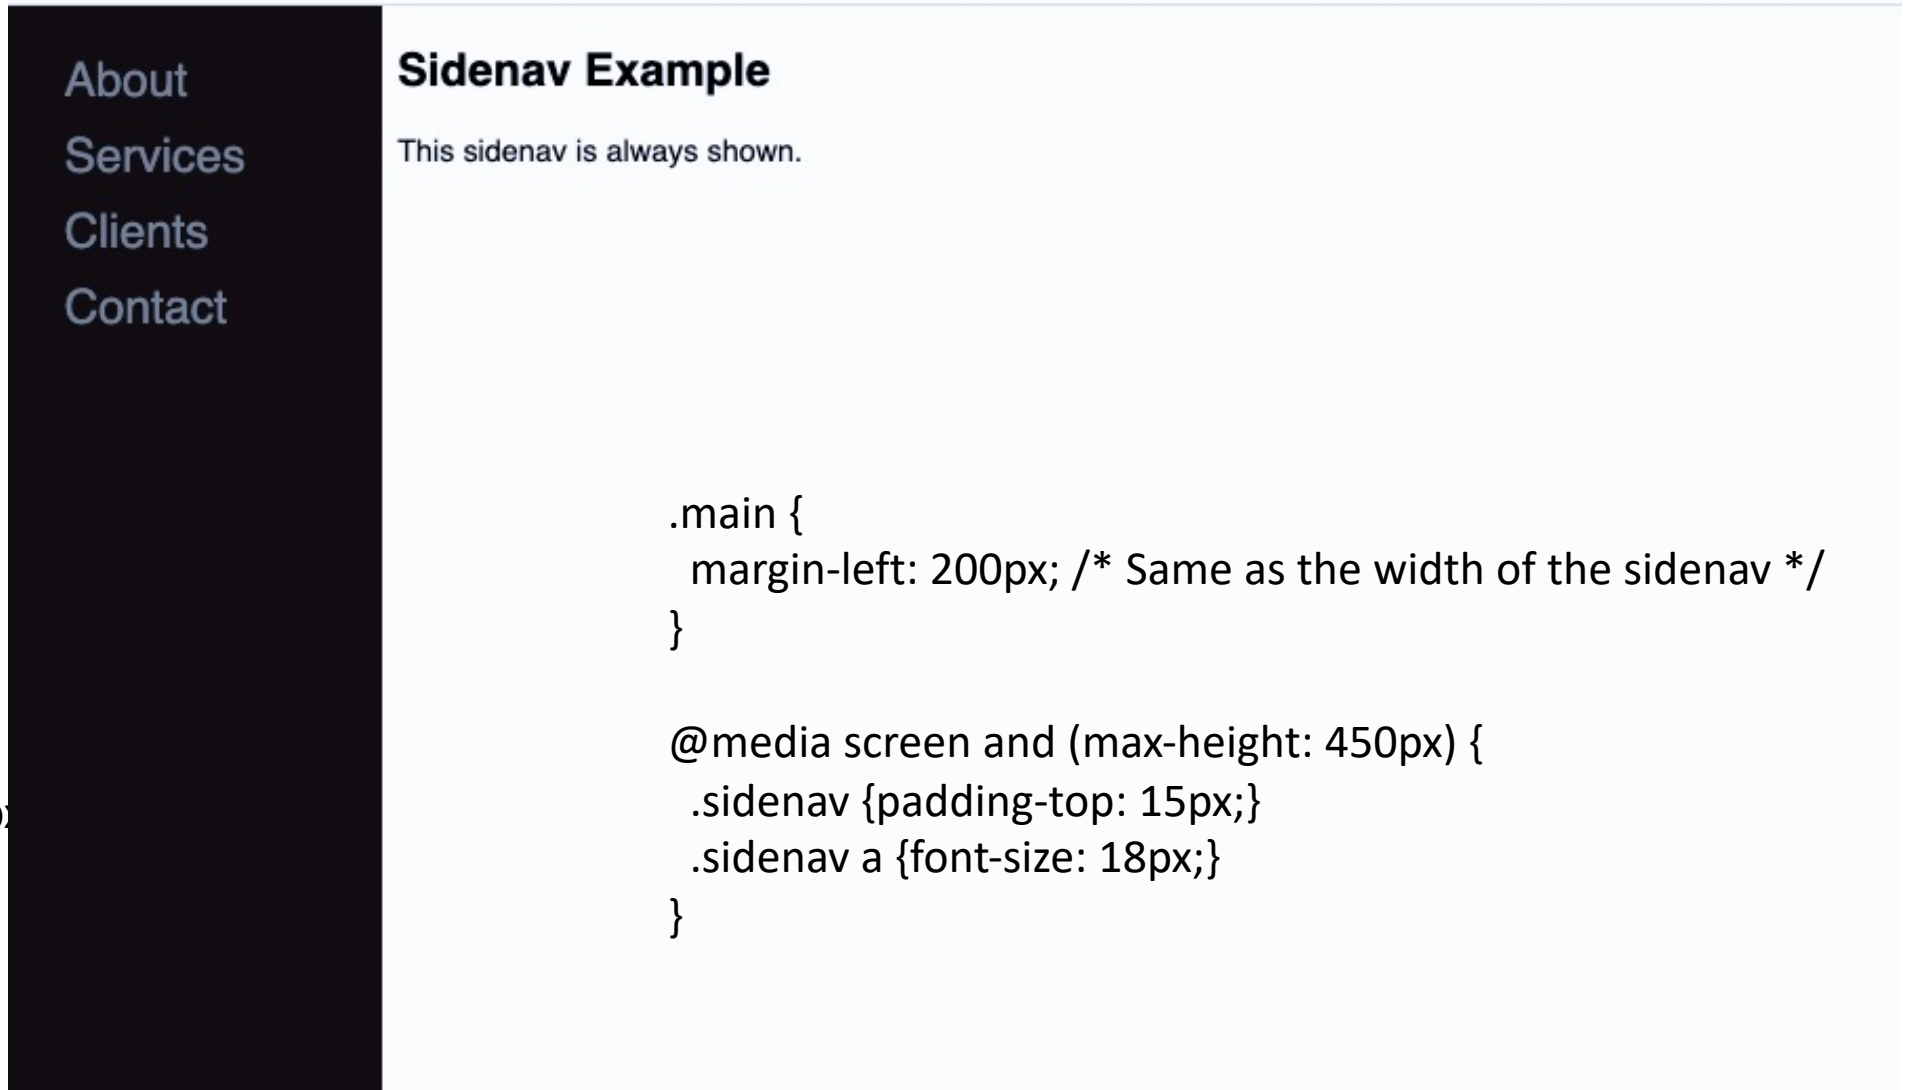 About
Services
Clients
Contact
Sidenav Example
This sidenav is always shown.
.main {
margin-left: 200px; /* Same as the width of the sidenav */
}
@media screen and (max-height: 450px) {
.sidenav {padding-top: 15px;}
.sidenav a {font-size: 18px;}
}